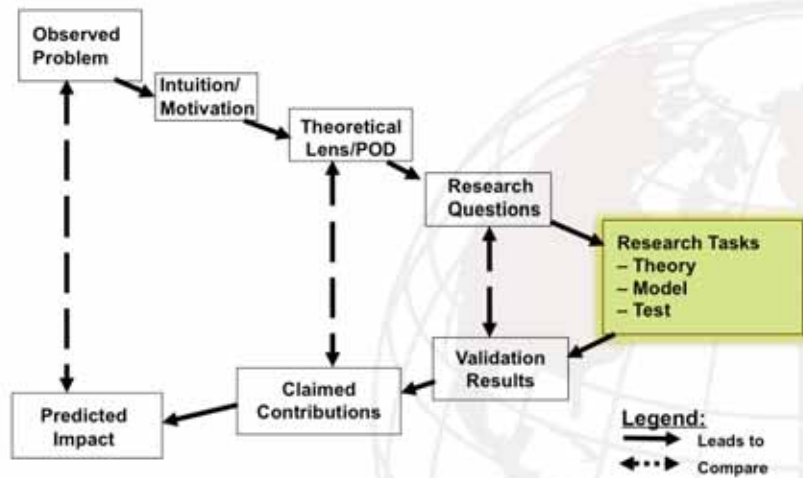 Observed
Problem
Intuition/
Motivation
Theoretical
Lens/POD
Research
Questions
Research Tasks
– Theory
– Model
– Test
Validation
Results
Claimed
Contributions
Predicted
Impact
Legend:
Leads to
Compare